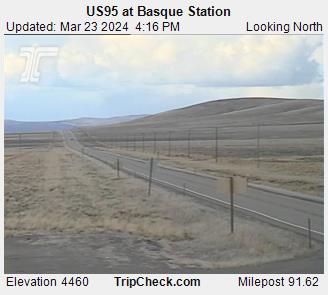 US95 at Basque Station
Updated: Mar 23 2024 4:16 PM Looking North
Elevation 4460 TripCheck.com Milepost 91.62